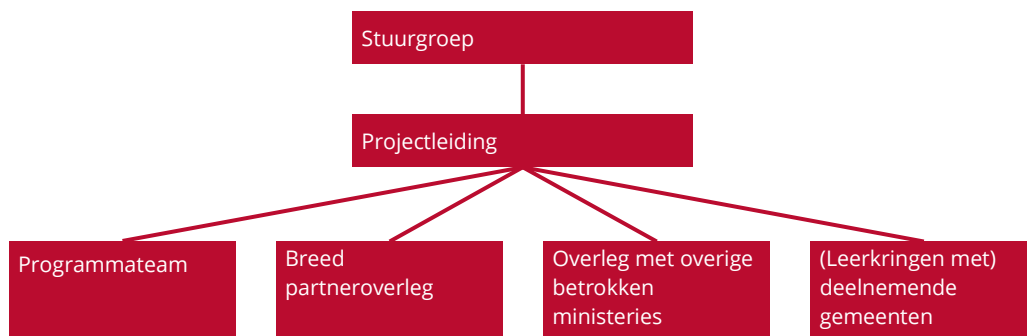 Stuurgroep
Projectleiding
Programmateam
Breed
partneroverleg
Overleg met overige
betrokken
ministeries
(Leerkringen met)
deelnemende
gemeenten